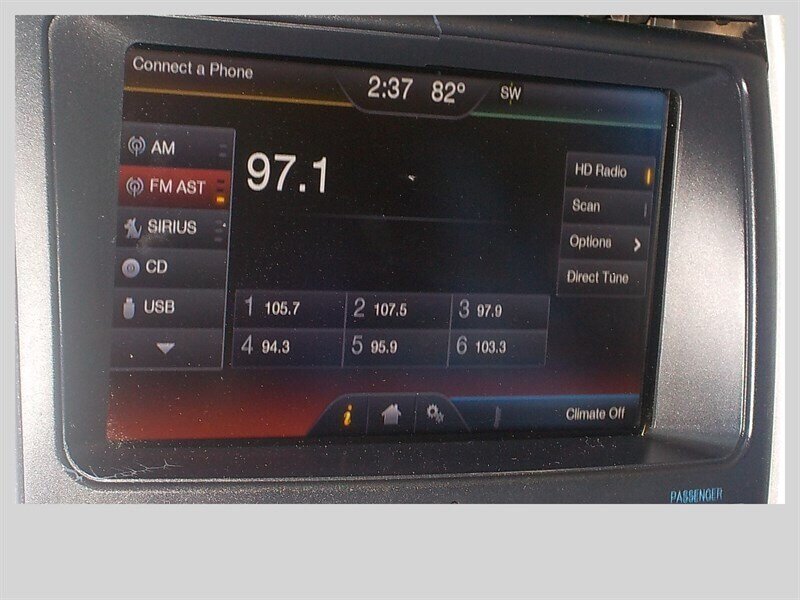 Connect a Phone
2:37 82° SW
AM
FM AST
SIRIUS
CD
USB
97.1
HD Radio
Scan
Options
Direct Tune
1 105.7 2 107.5 3 97.9
4 94.3 5 95.9 6 103.3
i
Climate Off
PASSENGER